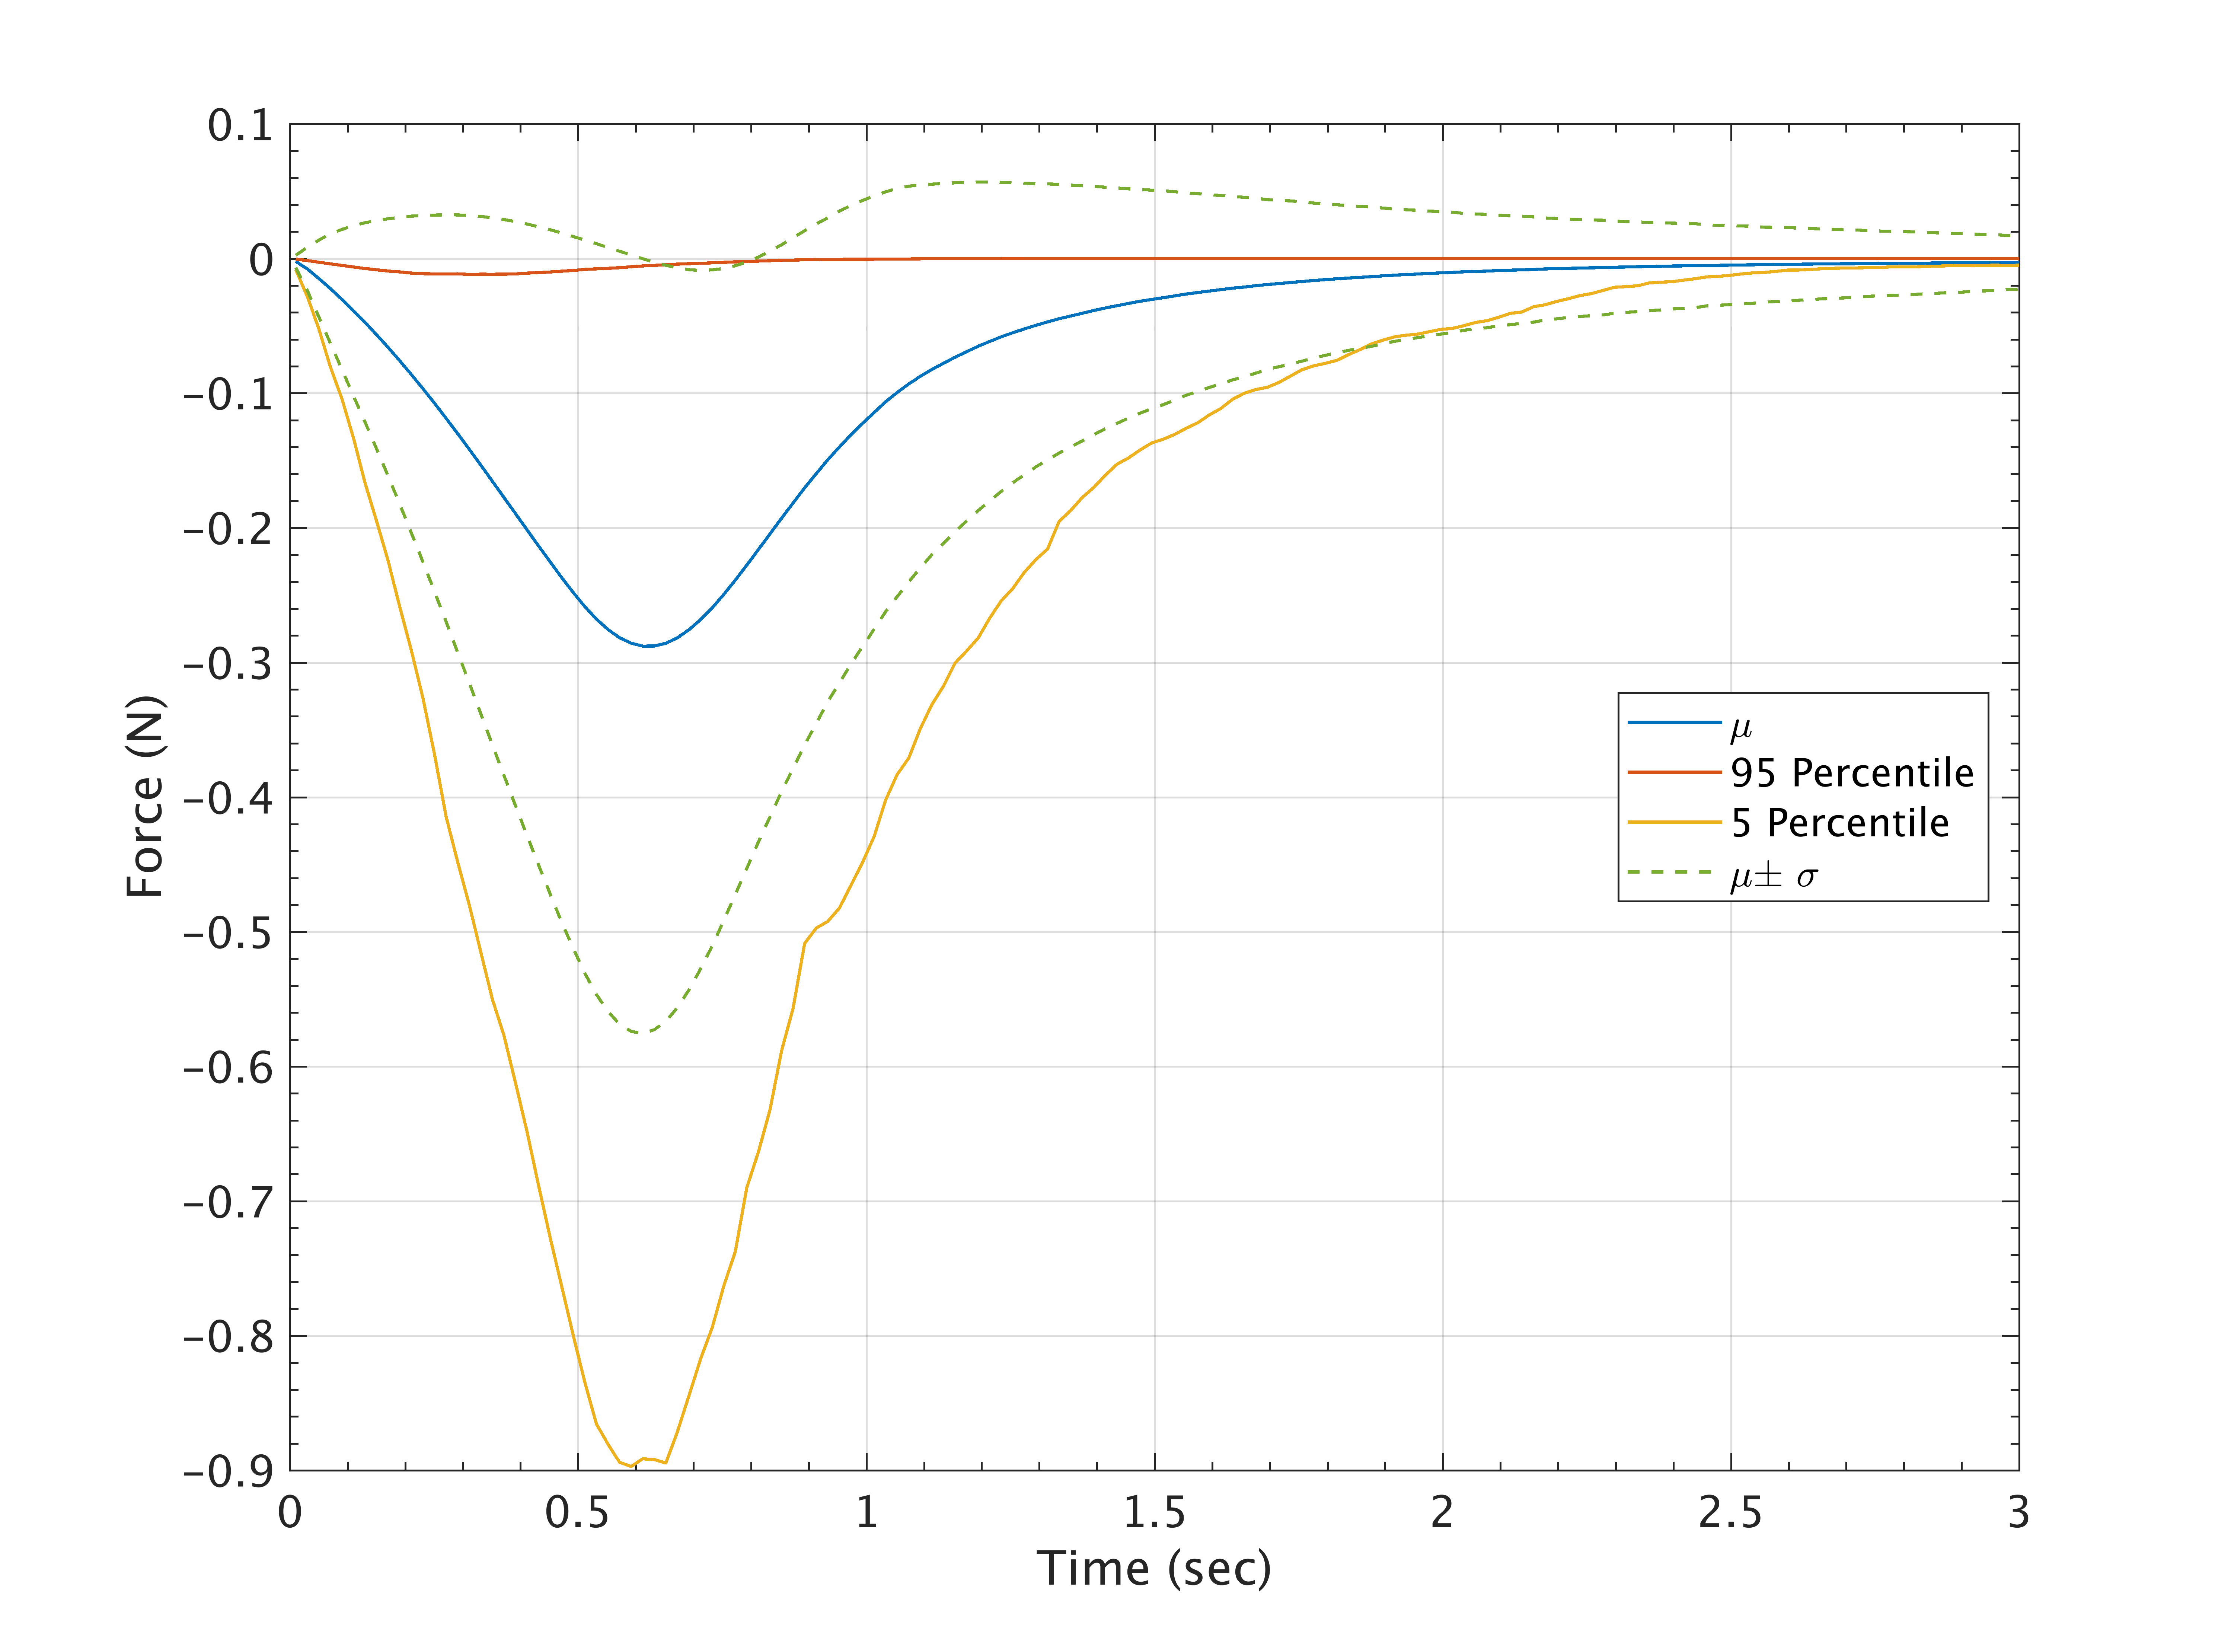 0.1
0
−0.1
−0.2
−0.3
−0.4
−0.5
−0.6
−0.7
−0.8
−0.9
Force (N)
μ
95 Percentile
5 Percentile
μ± σ
0 0.5 1 1.5 2 2.5 3
Time (sec)